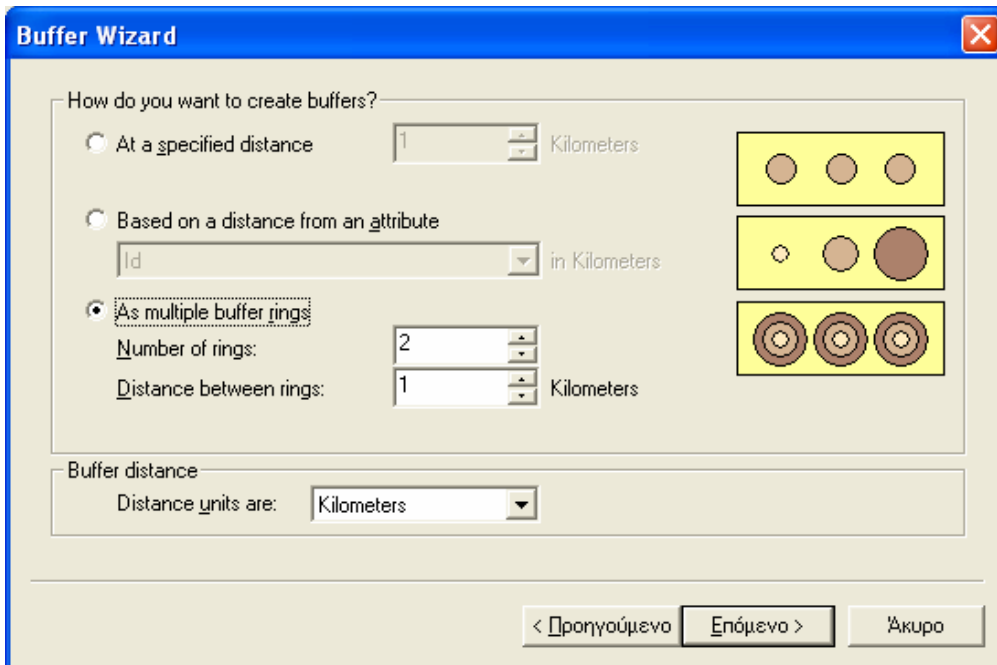 Buffer Wizard
How do you want to create buffers?
At a specified distance 1 Kilometers
Based on a distance from an attribute
Id in Kilometers
As multiple buffer rings
Number of rings: 2
Distance between rings: 1 Kilometers
Buffer distance
Distance units are: Kilometers
< Προηγούμενο Επόμενο > Άκυρο